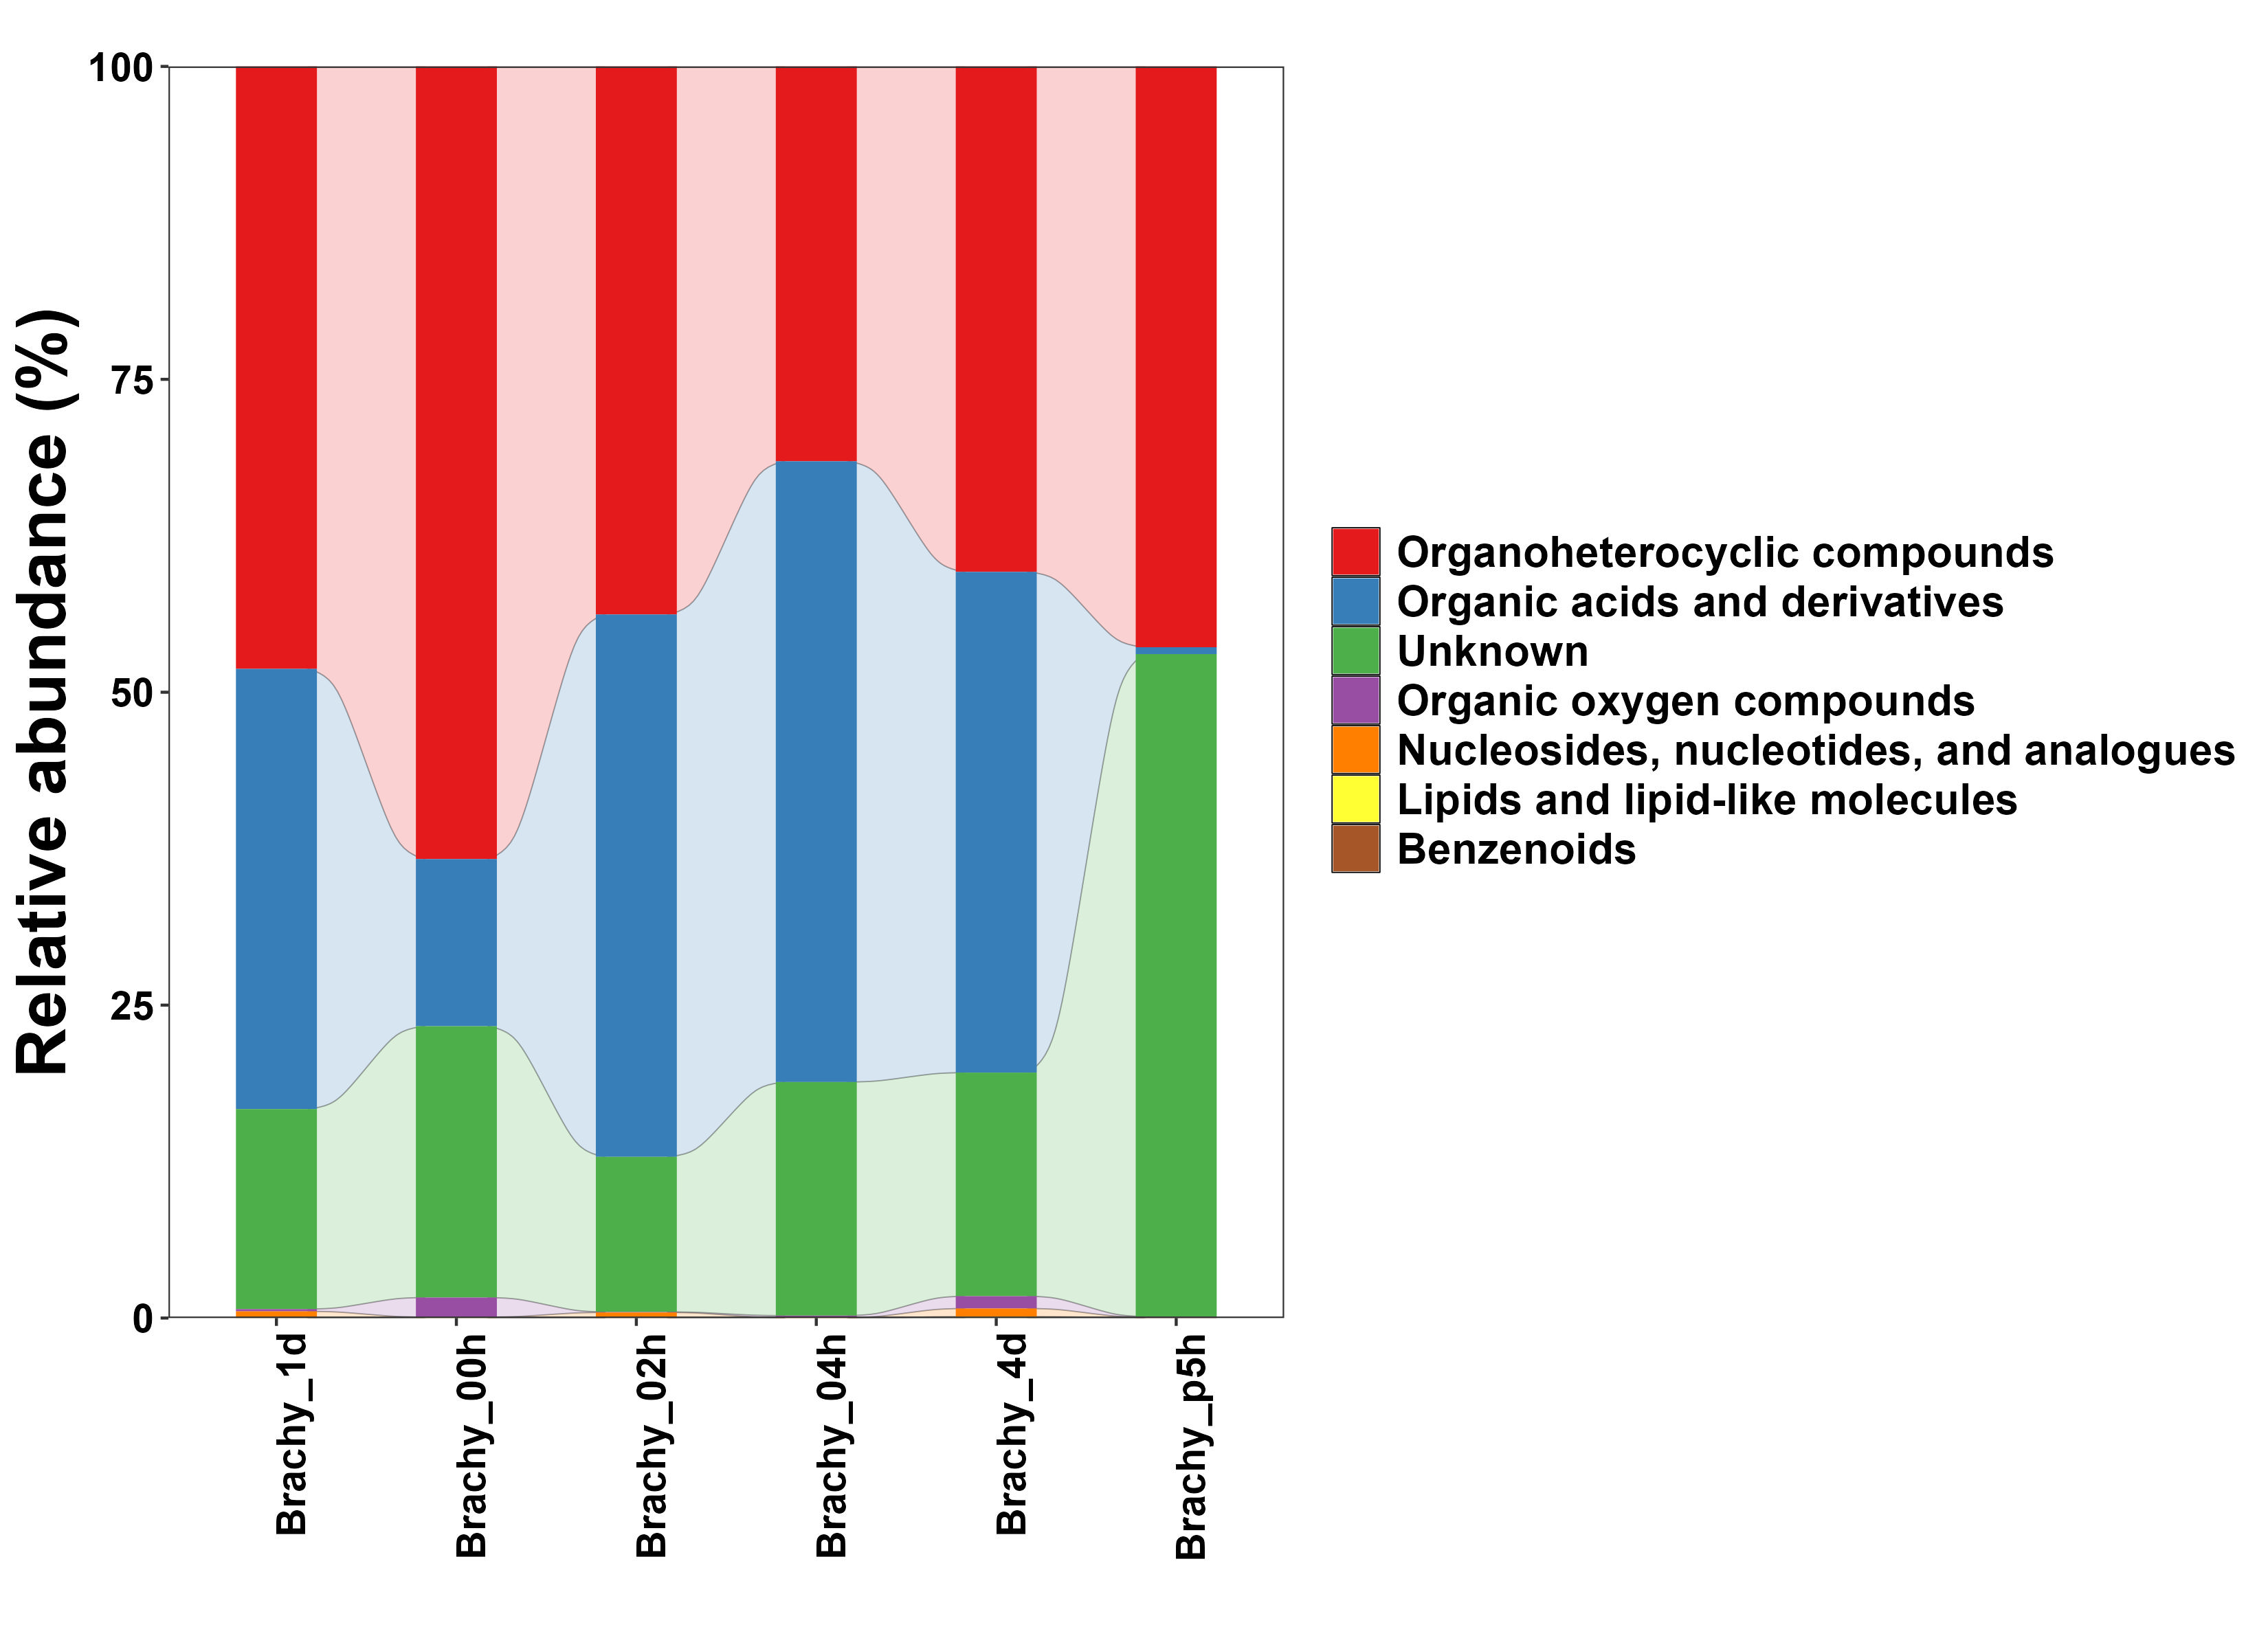 Relative abundance (%)
100
75
50
25
0
Brachy_1d
Brachy_00h
Brachy_02h
Brachy_04h
Brachy_4d
Brachy_p5h
Organoheterocyclic compounds
Organic acids and derivatives
Unknown
Organic oxygen compounds
Nucleosides, nucleotides, and analogues
Lipids and lipid-like molecules
Benzenoids